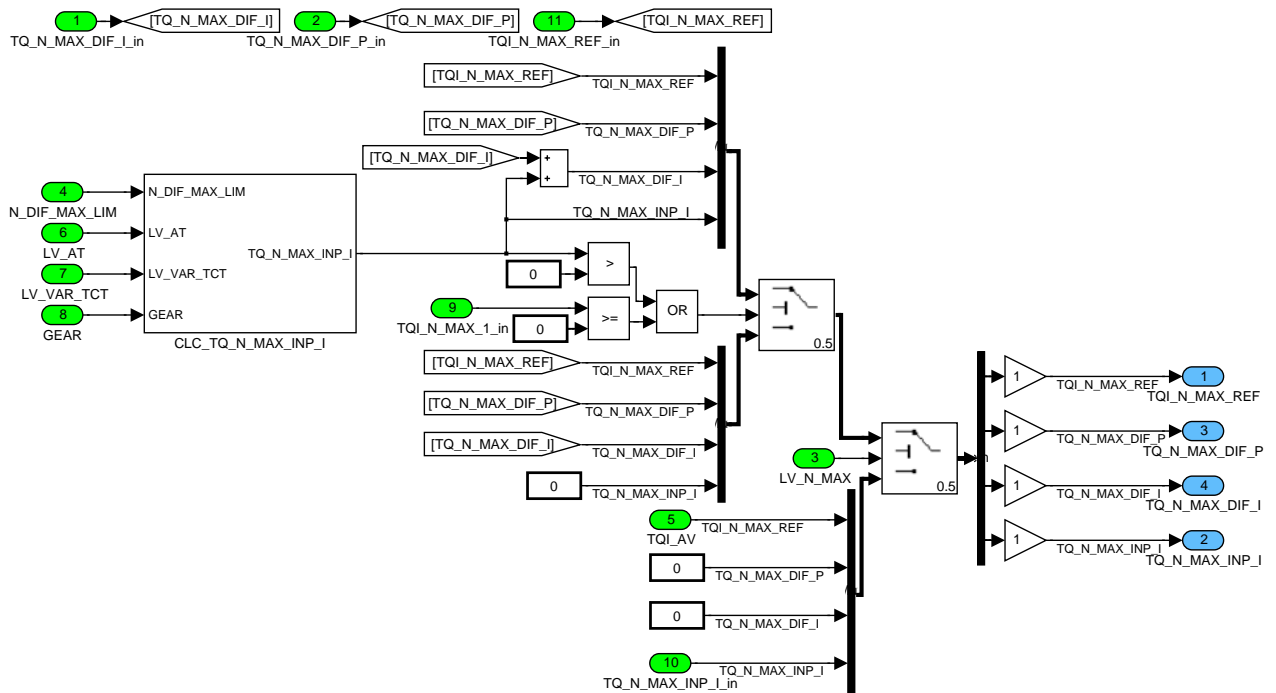 1
2
11
[TQ_N_MAX_DIF_I]
[TQ_N_MAX_DIF_P]
[TQI_N_MAX_REF]
TQ_N_MAX_DIF_I_in
TQ_N_MAX_DIF_P_in
TQI_N_MAX_REF_in
[TQI_N_MAX_REF]
TQI_N_MAX_REF
[TQ_N_MAX_DIF_P]
TQ_N_MAX_DIF_P
[TQ_N_MAX_DIF_I]
+
+
TQ_N_MAX_DIF_I
TQ_N_MAX_INP_I
4
N_DIF_MAX_LIM
N_DIF_MAX_LIM
6
LV_AT
LV_AT
7
LV_VAR_TCT
LV_VAR_TCT
8
GEAR
GEAR
TQ_N_MAX_INP_I
CLC_TQ_N_MAX_INP_I
0
>
9
TQI_N_MAX_1_in
0
>=
OR
0.5
[TQI_N_MAX_REF]
TQI_N_MAX_REF
[TQ_N_MAX_DIF_P]
TQ_N_MAX_DIF_P
[TQ_N_MAX_DIF_I]
TQ_N_MAX_DIF_I
0
TQ_N_MAX_INP_I
3
LV_N_MAX
0.5
5
TQI_AV
TQI_N_MAX_REF
0
TQ_N_MAX_DIF_P
0
TQ_N_MAX_DIF_I
10
TQ_N_MAX_INP_I_in
TQ_N_MAX_INP_I
1
TQI_N_MAX_REF
1
TQI_N_MAX_REF
1
TQ_N_MAX_DIF_P
3
TQ_N_MAX_DIF_P
1
TQ_N_MAX_DIF_I
4
TQ_N_MAX_DIF_I
1
TQ_N_MAX_INP_I
2
TQ_N_MAX_INP_I